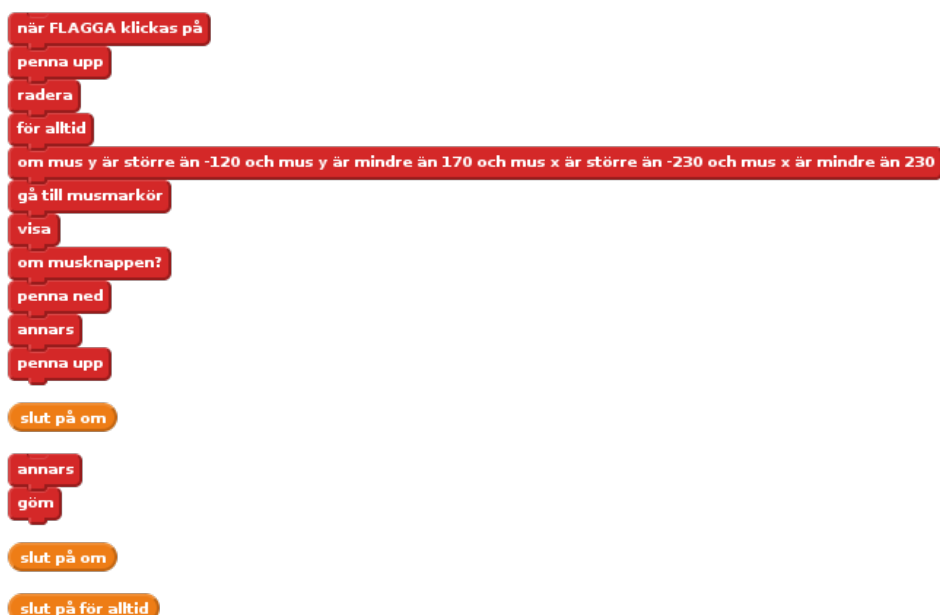 när FLAGGA klickas på
penna upp
radera
för alltid
om mus y är större än -120 och mus y är mindre än 170 och mus x är större än -230 och mus x är mindre än 230
gå till musmarkör
visa
om musknappen?
penna ned
annars
penna upp
slut på om
annars
göm
slut på om
slut på för alltid